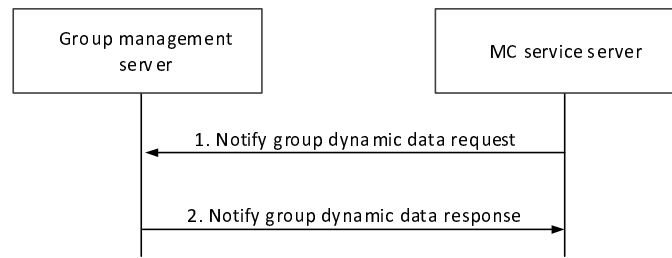 Group management
server
MC service server
1. Notify group dynamic data request
2. Notify group dynamic data response